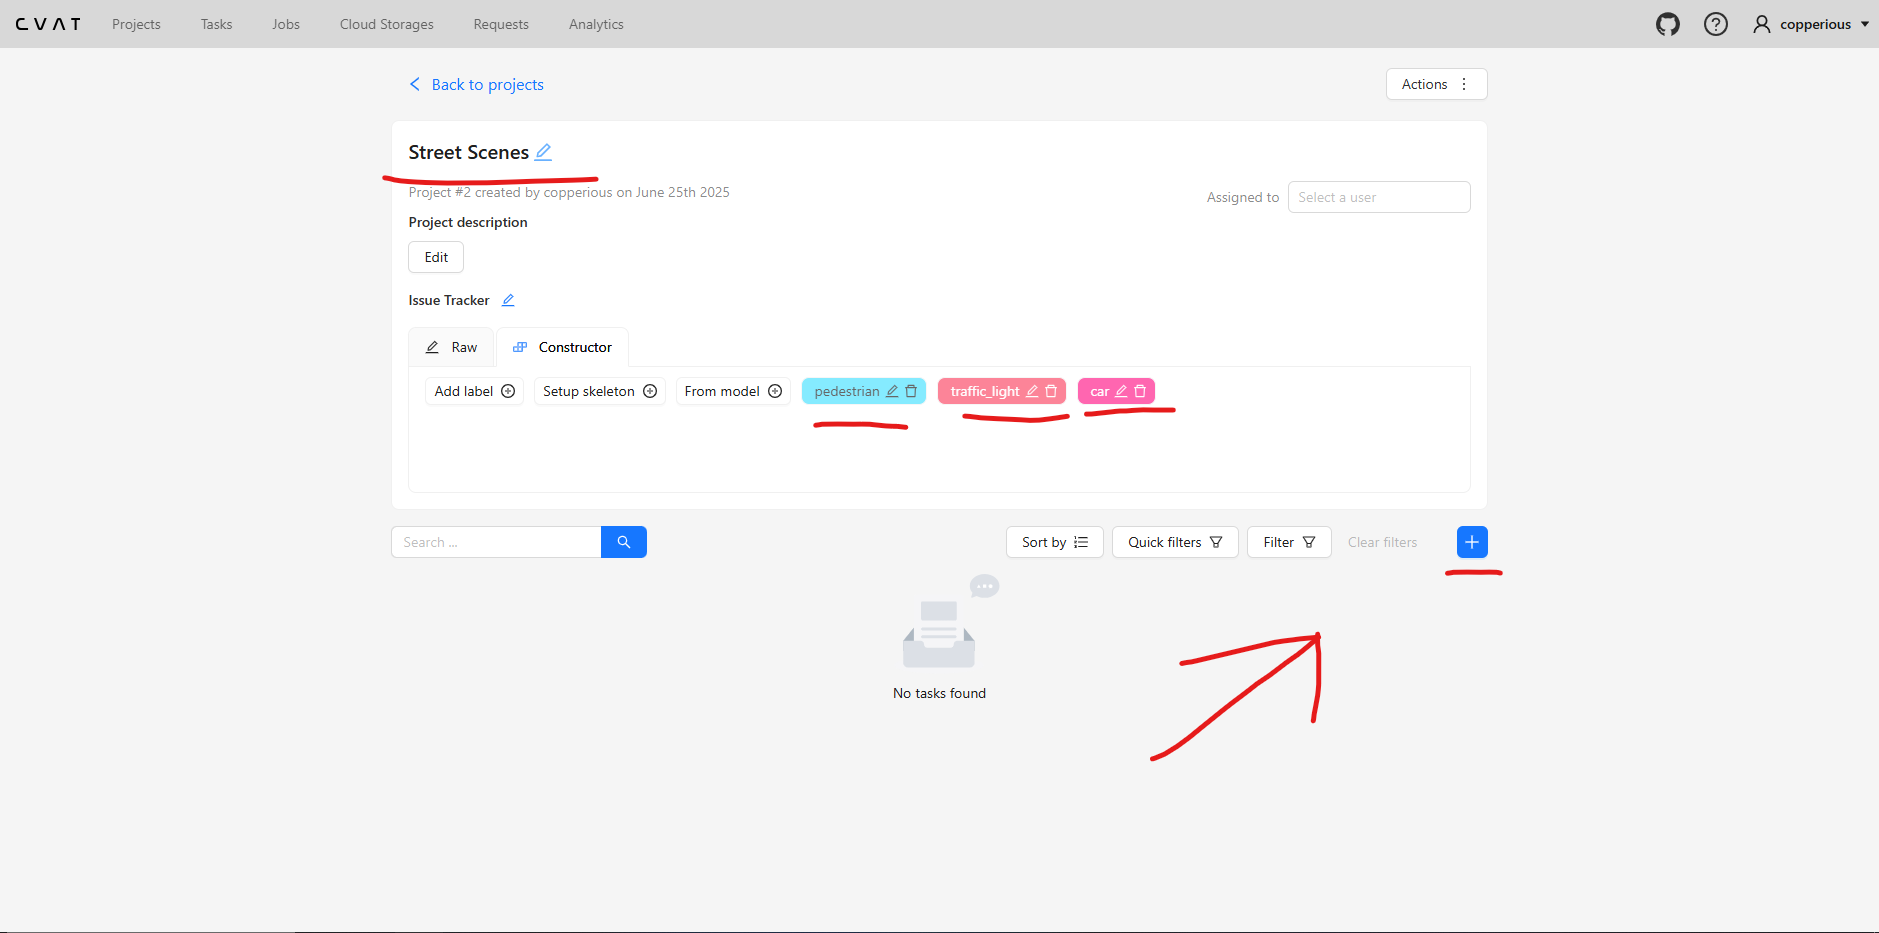 CVAT Projects Tasks Jobs Cloud Storages Requests Analytics copperious
Back to projects Actions
Street Scenes
Project #2 created by copperious on June 25th 2025
Assigned to Select a user
Project description
Edit
Issue Tracker
Raw Constructor
Add label Setup skeleton From model pedestrian traffic_light car
Search ... Sort by Quick filters Filter Clear filters
No tasks found